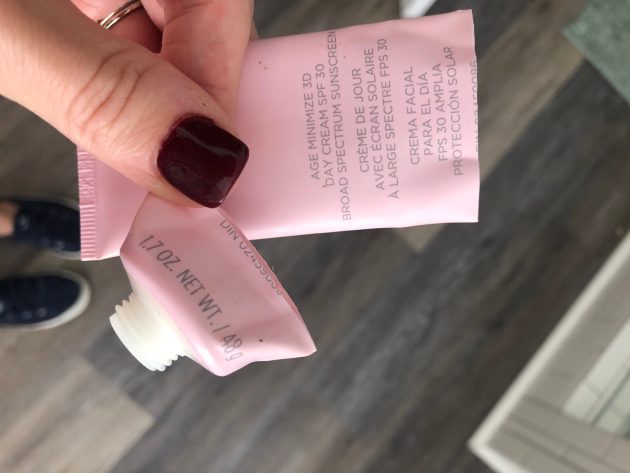 AGE MINIMIZE 3D
DAY CREAM SPF 30
BROAD SPECTRUM SUNSCREEN
CRÈME DE JOUR
AVEC ÉCRAN SOLAIRE
À LARGE SPECTRE FPS 30
CREMA FACIAL
PARA EL DÍA
FPS 30 AMPLIA
PROTECCIÓN SOLAR
DIN
1.7 OZ. NET WT. / 48 g